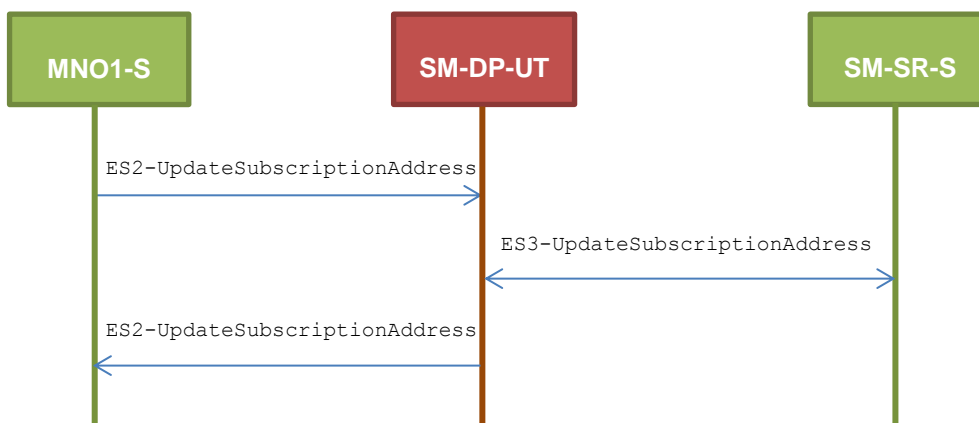 MNO1-S
SM-DP-UT
SM-SR-S
ES2-UpdateSubscriptionAddress
ES3-UpdateSubscriptionAddress
ES2-UpdateSubscriptionAddress